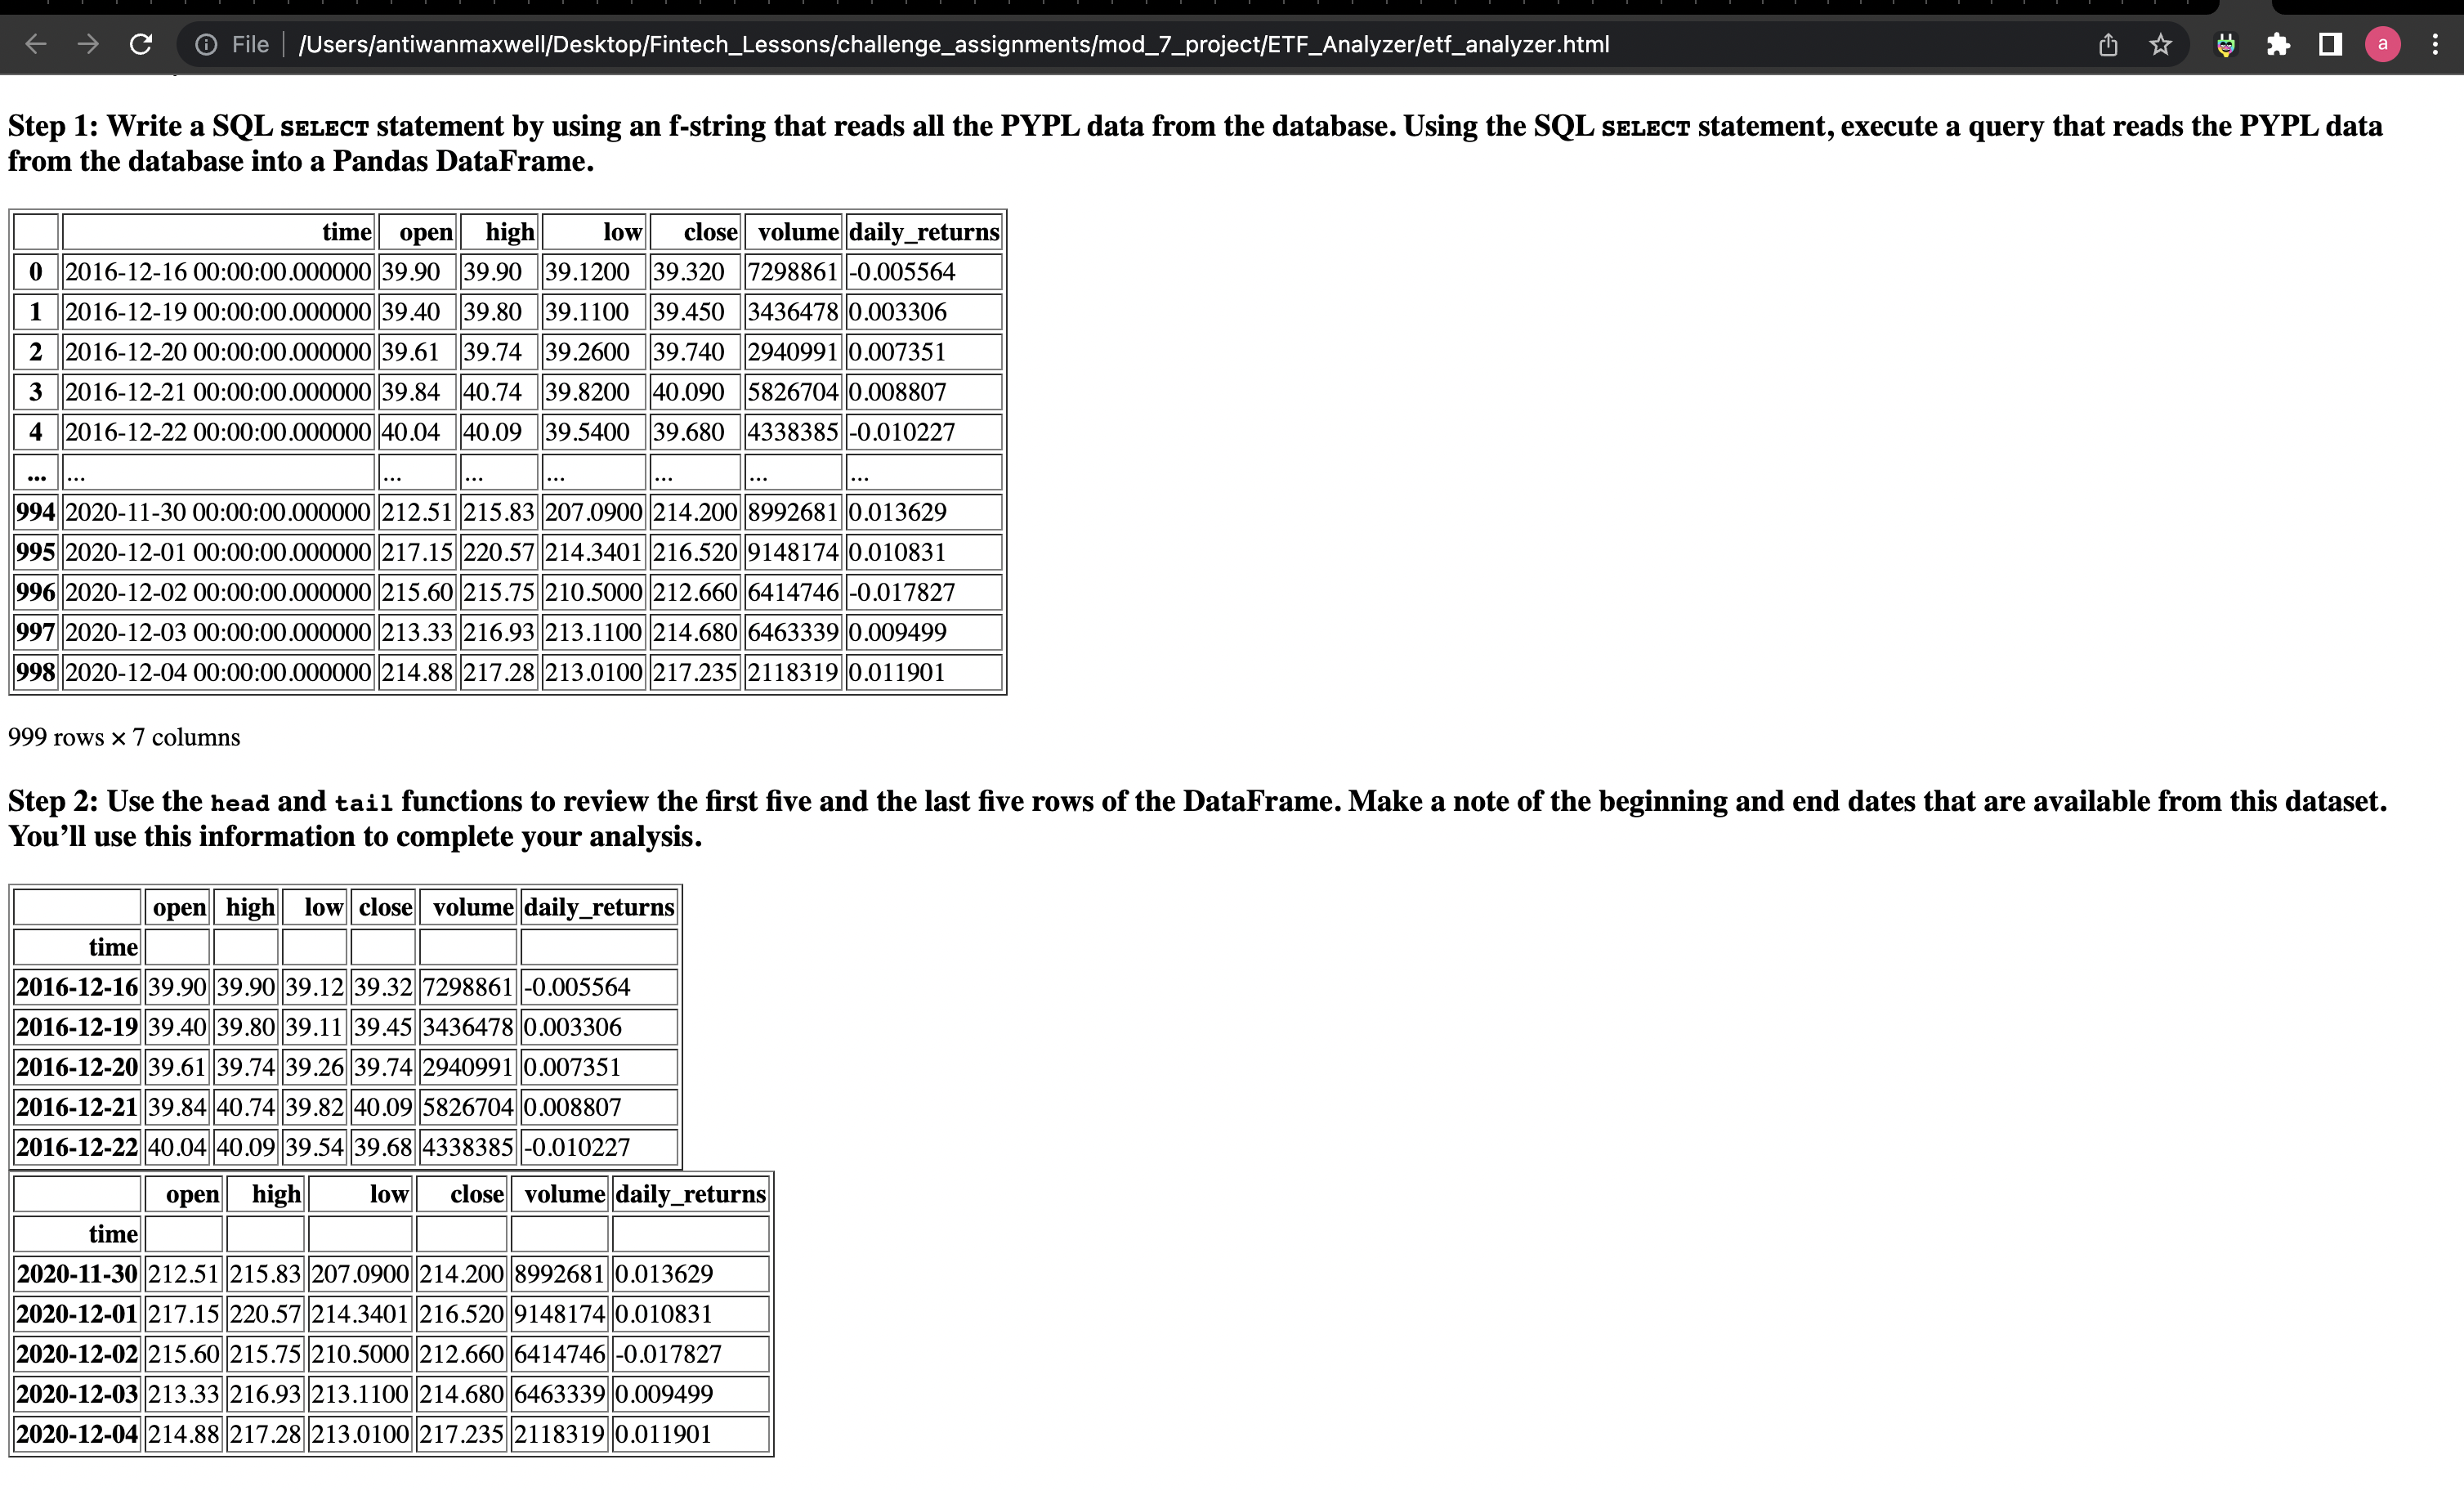 File /Users/antiwanmaxwell/Desktop/Fintech_Lessons/challenge_assignments/mod_7_project/ETF_Analyzer/etf_analyzer.html a
Step 1: Write a SQL SELECT statement by using an f-string that reads all the PYPL data from the database. Using the SQL SELECT statement, execute a query that reads the PYPL data
from the database into a Pandas DataFrame.
time open high low close volume daily_returns
0 2016-12-16 00:00:00.000000 39.90 39.90 39.1200 39.320 7298861 -0.005564
1 2016-12-19 00:00:00.000000 39.40 39.80 39.1100 39.450 3436478 0.003306
2 2016-12-20 00:00:00.000000 39.61 39.74 39.2600 39.740 2940991 0.007351
3 2016-12-21 00:00:00.000000 39.84 40.74 39.8200 40.090 5826704 0.008807
4 2016-12-22 00:00:00.000000 40.04 40.09 39.5400 39.680 4338385 -0.010227
... ... ... ... ... ... ... ...
994 2020-11-30 00:00:00.000000 212.51 215.83 207.0900 214.200 8992681 0.013629
995 2020-12-01 00:00:00.000000 217.15 220.57 214.3401 216.520 9148174 0.010831
996 2020-12-02 00:00:00.000000 215.60 215.75 210.5000 212.660 6414746 -0.017827
997 2020-12-03 00:00:00.000000 213.33 216.93 213.1100 214.680 6463339 0.009499
998 2020-12-04 00:00:00.000000 214.88 217.28 213.0100 217.235 2118319 0.011901
999 rows × 7 columns
Step 2: Use the head and tail functions to review the first five and the last five rows of the DataFrame. Make a note of the beginning and end dates that are available from this dataset.
You’ll use this information to complete your analysis.
open high low close volume daily_returns
time
2016-12-16 39.90 39.90 39.12 39.32 7298861 -0.005564
2016-12-19 39.40 39.80 39.11 39.45 3436478 0.003306
2016-12-20 39.61 39.74 39.26 39.74 2940991 0.007351
2016-12-21 39.84 40.74 39.82 40.09 5826704 0.008807
2016-12-22 40.04 40.09 39.54 39.68 4338385 -0.010227
open high low close volume daily_returns
time
2020-11-30 212.51 215.83 207.0900 214.200 8992681 0.013629
2020-12-01 217.15 220.57 214.3401 216.520 9148174 0.010831
2020-12-02 215.60 215.75 210.5000 212.660 6414746 -0.017827
2020-12-03 213.33 216.93 213.1100 214.680 6463339 0.009499
2020-12-04 214.88 217.28 213.0100 217.235 2118319 0.011901